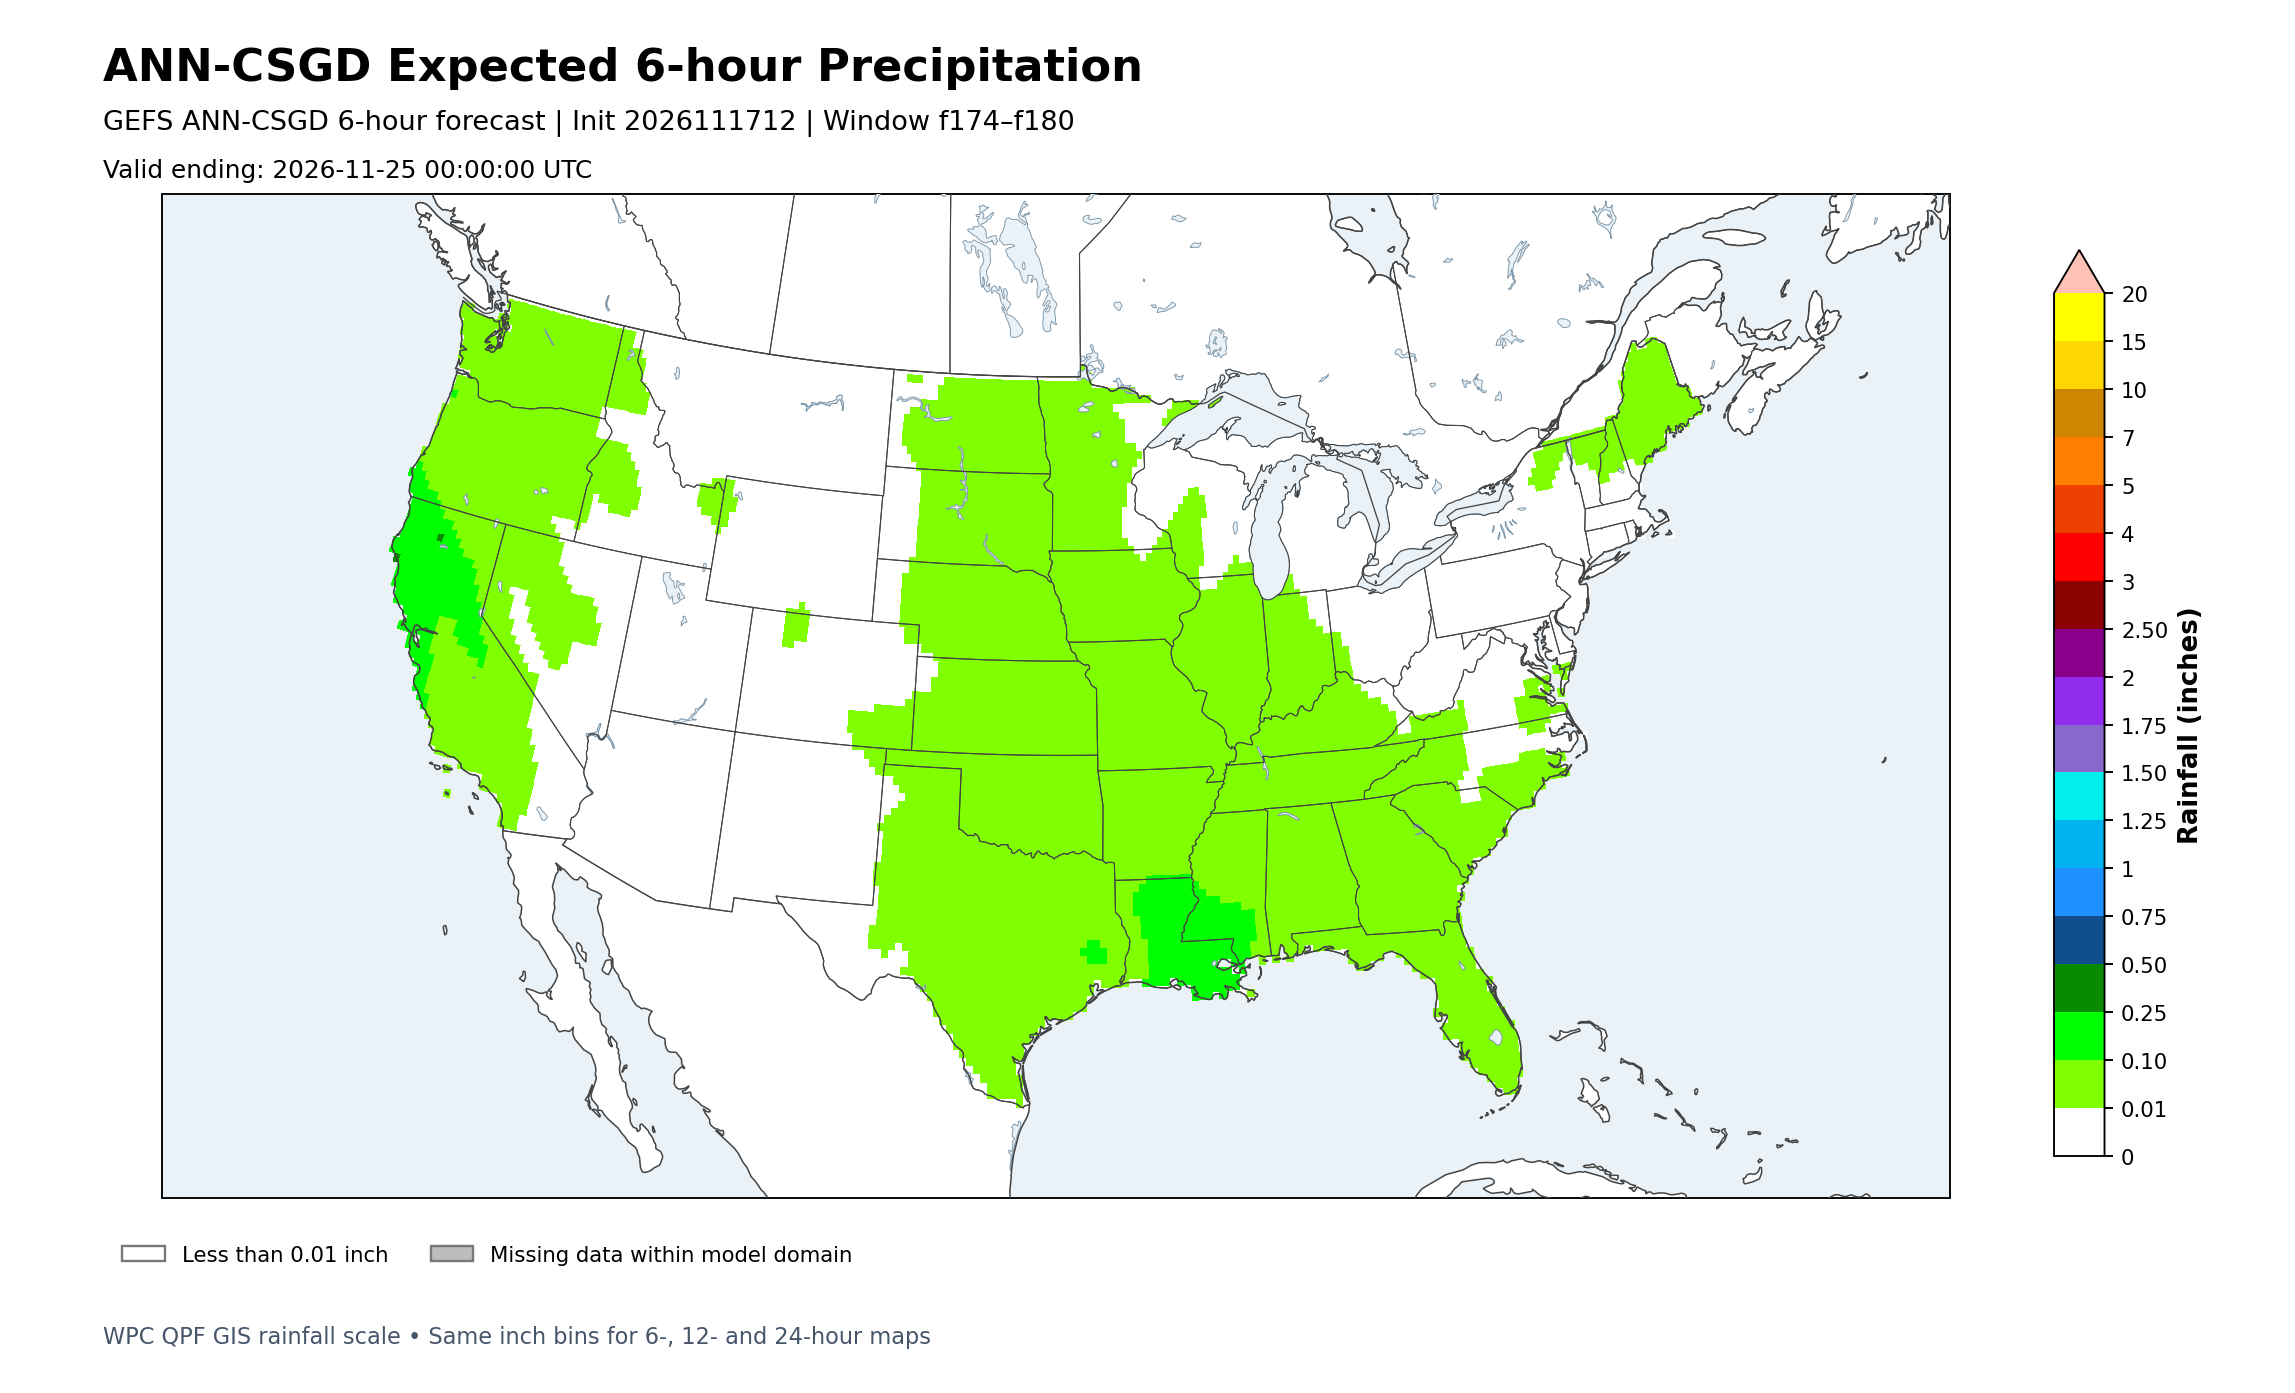 ANN-CSGD Expected 6-hour Precipitation
GEFS ANN-CSGD 6-hour forecast | Init 2026111712 | Window f174–f180
Valid ending: 2026-11-25 00:00:00 UTC
20
15
10
7
5
4
3
2.50
2
1.75
1.50
1.25
1
0.75
0.50
0.25
0.10
0.01
0
Rainfall (inches)
Less than 0.01 inch
Missing data within model domain
WPC QPF GIS rainfall scale • Same inch bins for 6-, 12- and 24-hour maps